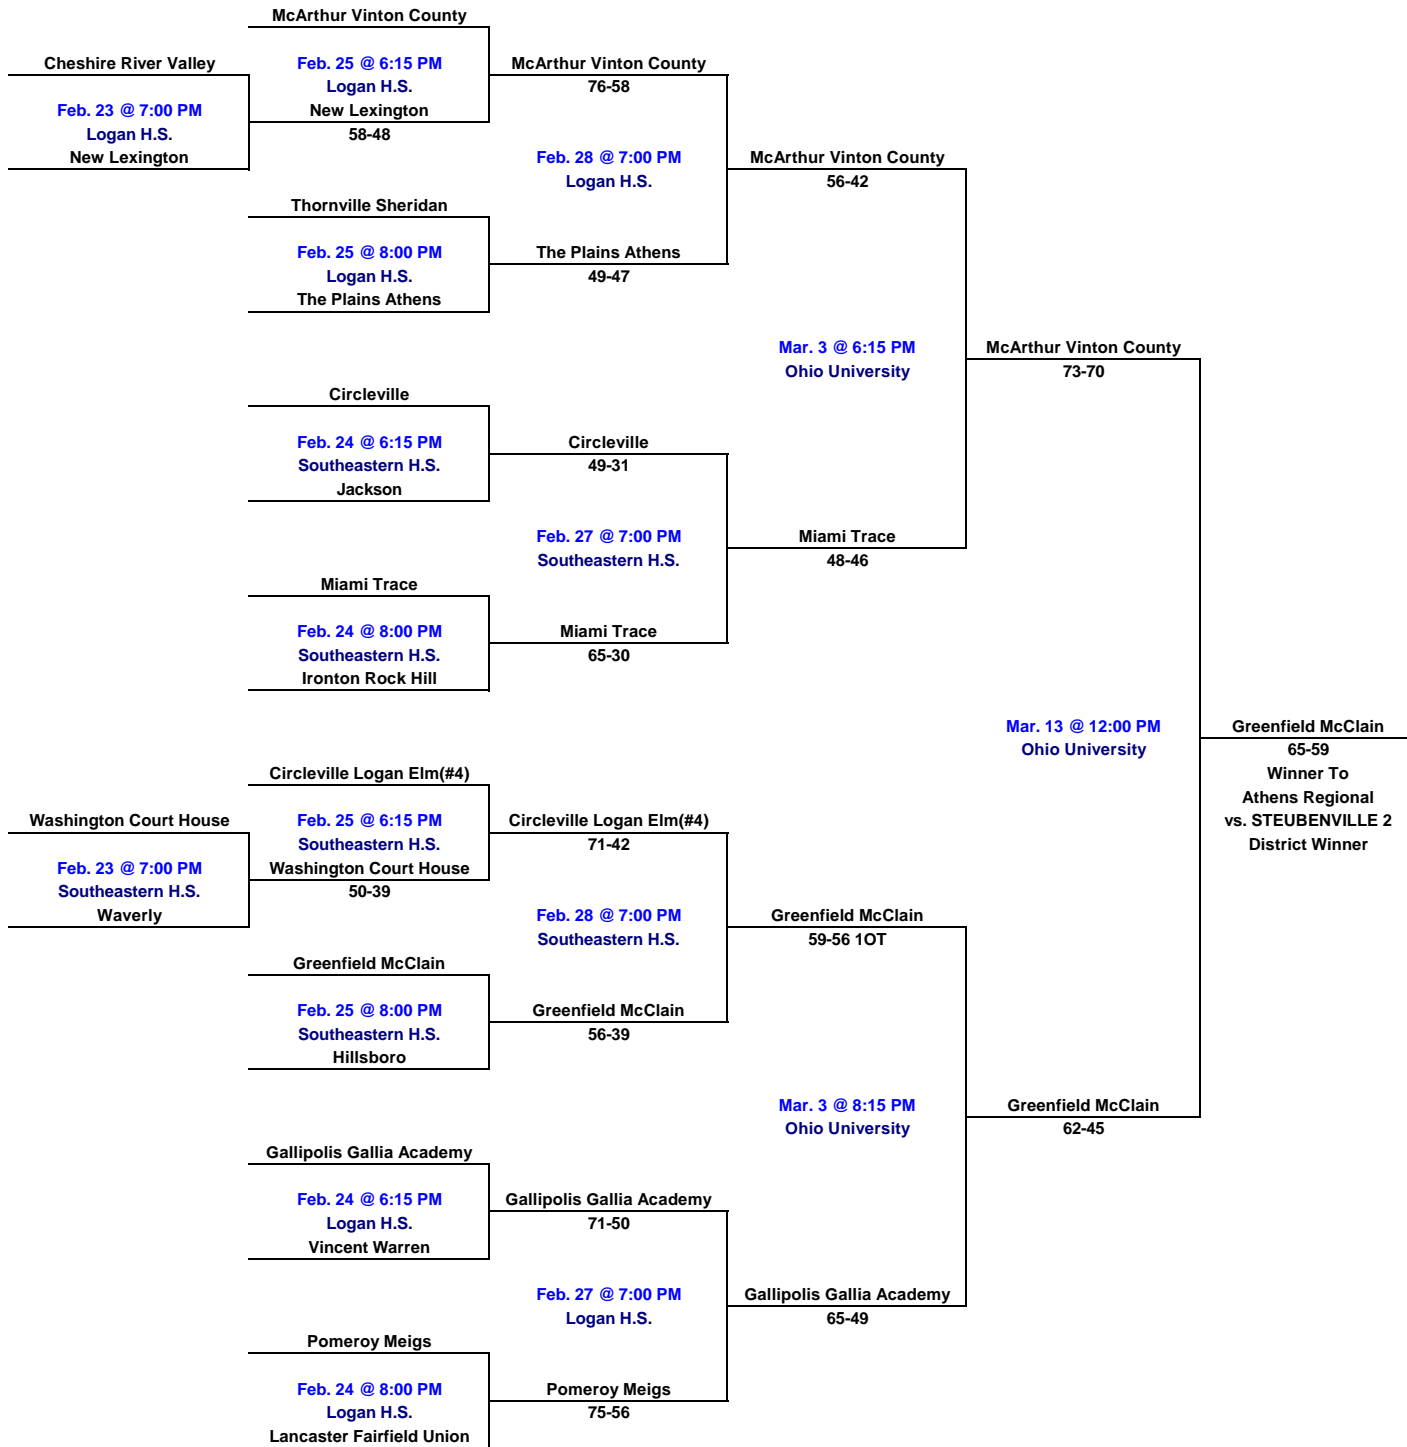 McArthur Vinton County
Cheshire River Valley
Feb. 25 @ 6:15 PM
McArthur Vinton County
Logan H.S.
76-58
Feb. 23 @ 7:00 PM
New Lexington
Logan H.S.
58-48
New Lexington
Feb. 28 @ 7:00 PM
McArthur Vinton County
Logan H.S.
56-42
Thornville Sheridan
Feb. 25 @ 8:00 PM
The Plains Athens
Logan H.S.
49-47
The Plains Athens
Mar. 3 @ 6:15 PM
McArthur Vinton County
Ohio University
73-70
Circleville
Feb. 24 @ 6:15 PM
Circleville
Southeastern H.S.
49-31
Jackson
Feb. 27 @ 7:00 PM
Miami Trace
Southeastern H.S.
48-46
Miami Trace
Feb. 24 @ 8:00 PM
Miami Trace
Southeastern H.S.
65-30
Ironton Rock Hill
Mar. 13 @ 12:00 PM
Greenfield McClain
Ohio University
65-59
Circleville Logan Elm(#4)
Winner To
Athens Regional
Washington Court House
Feb. 25 @ 6:15 PM
Circleville Logan Elm(#4)
vs. STEUBENVILLE 2
Southeastern H.S.
71-42
District Winner
Feb. 23 @ 7:00 PM
Washington Court House
Southeastern H.S.
50-39
Waverly
Feb. 28 @ 7:00 PM
Greenfield McClain
Southeastern H.S.
59-56 1OT
Greenfield McClain
Feb. 25 @ 8:00 PM
Greenfield McClain
Southeastern H.S.
56-39
Hillsboro
Mar. 3 @ 8:15 PM
Greenfield McClain
Ohio University
62-45
Gallipolis Gallia Academy
Feb. 24 @ 6:15 PM
Gallipolis Gallia Academy
Logan H.S.
71-50
Vincent Warren
Feb. 27 @ 7:00 PM
Gallipolis Gallia Academy
Logan H.S.
65-49
Pomeroy Meigs
Feb. 24 @ 8:00 PM
Pomeroy Meigs
Logan H.S.
75-56
Lancaster Fairfield Union